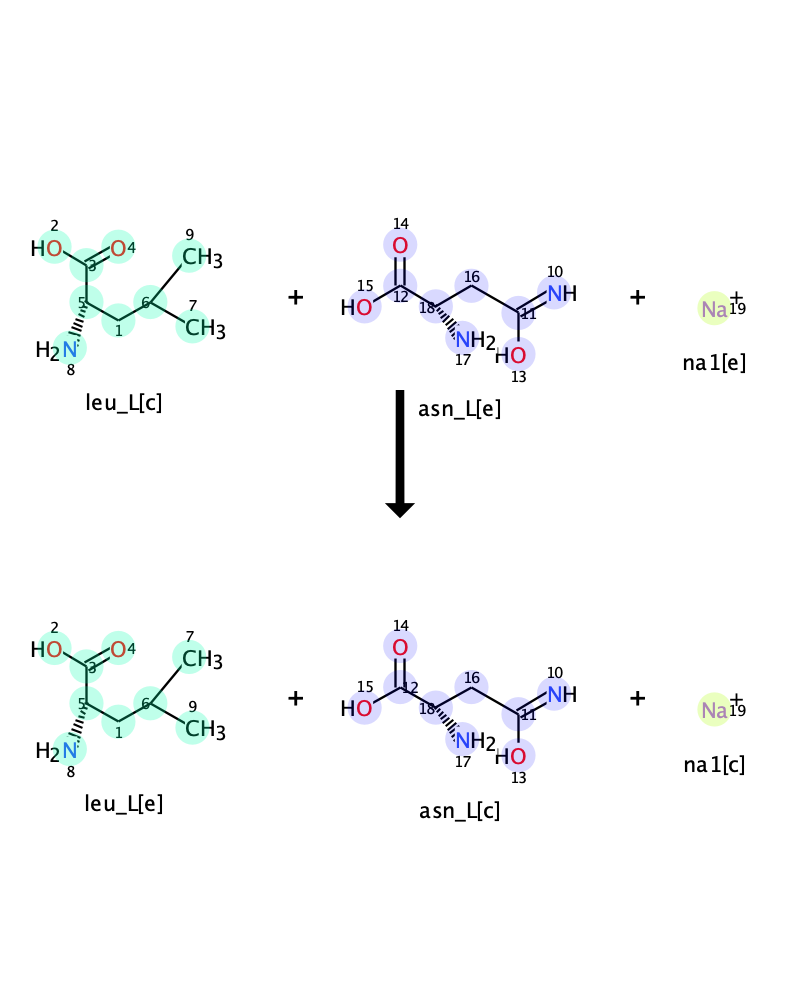 2 9 14
HO O 4 CH3 O 10
3 15 16 NH
5 6 7 HO 12 18 11 + Na + 19
1 CH3 + NH2 HO
H2N 17 13
8 na1[e]
leu_L[c] asn_L[e]
2 7 14
HO O 4 CH3 O 10
3 15 12 16 NH
5 6 9 HO 18 11 + Na + 19
1 CH3 + NH2 HO
H2N 17 13
8 na1[c]
leu_L[e] asn_L[c]